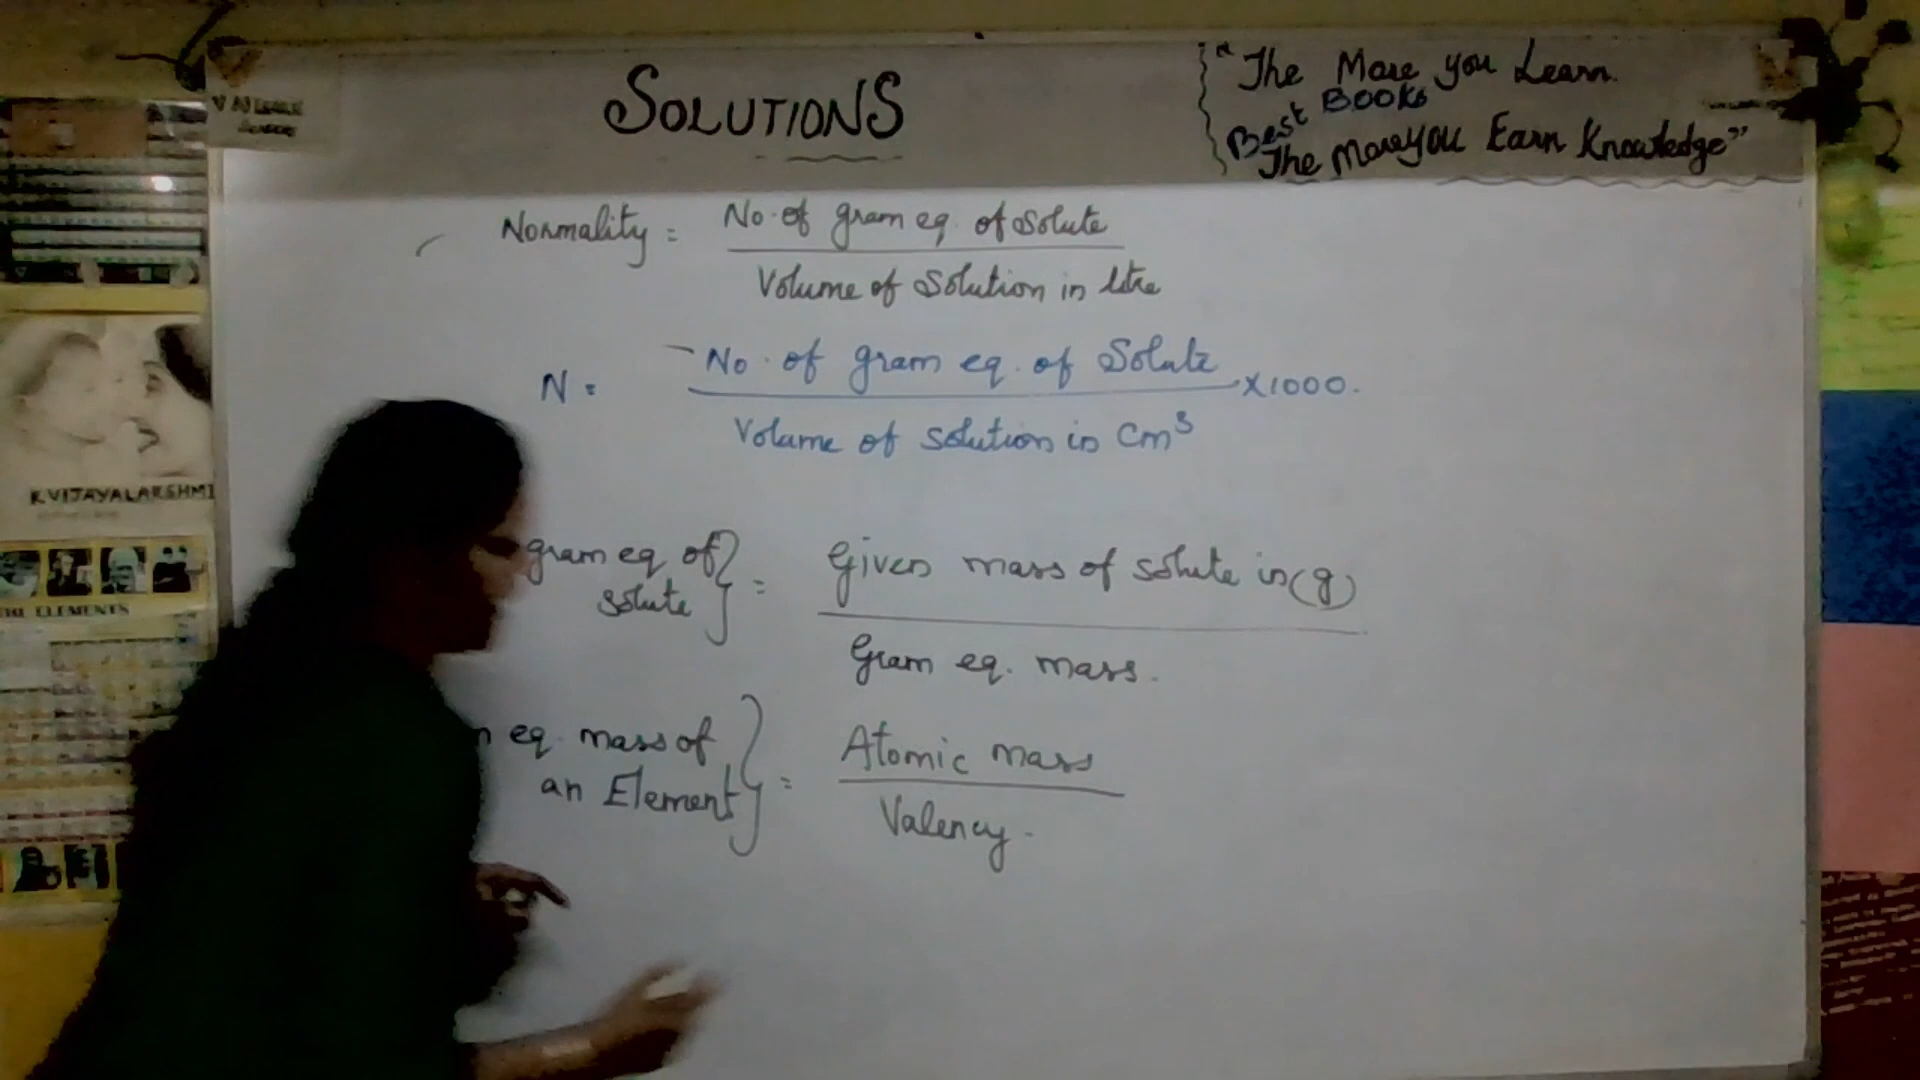 SOLUTIONS
"The More you Learn.
Best BOOKS
The More you Earn Knowledge"
Normality = No. of gram eq. of Solute
Volume of Solution in litre
N = No. of gram eq. of Solute ×1000.
Volume of solution in cm³
gram eq of solute } = Given mass of solute in (g)
Gram eq. mass.
eq. mass of an Element } = Atomic mass
Valency.
K.VIJAYALAKSHMI
ELEMENTS